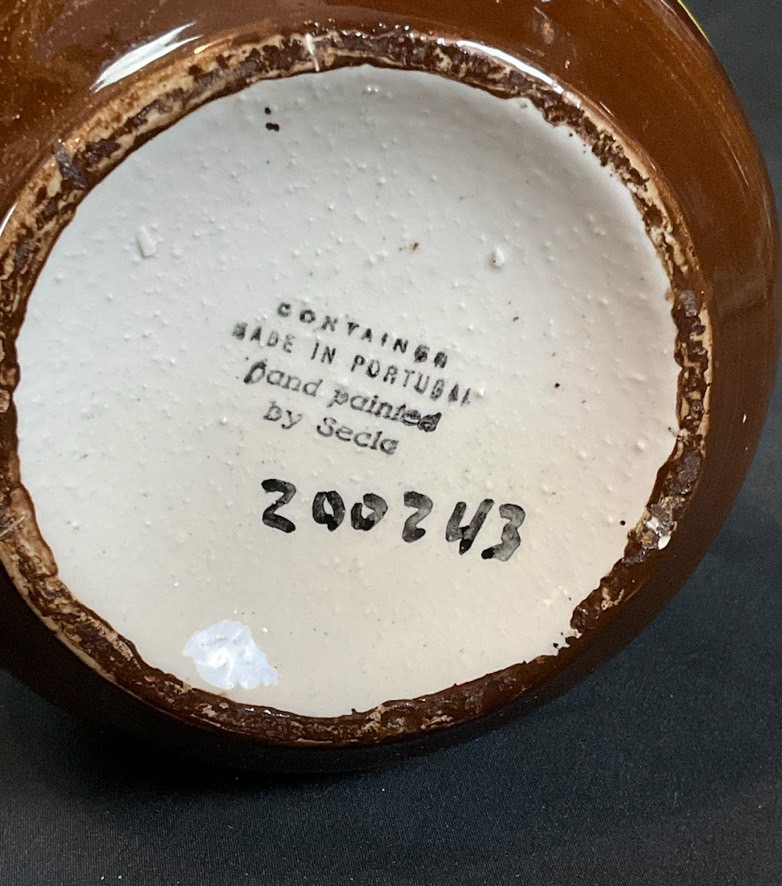 CONTAINER
MADE IN PORTUGAL
hand painted
by Secla
200243